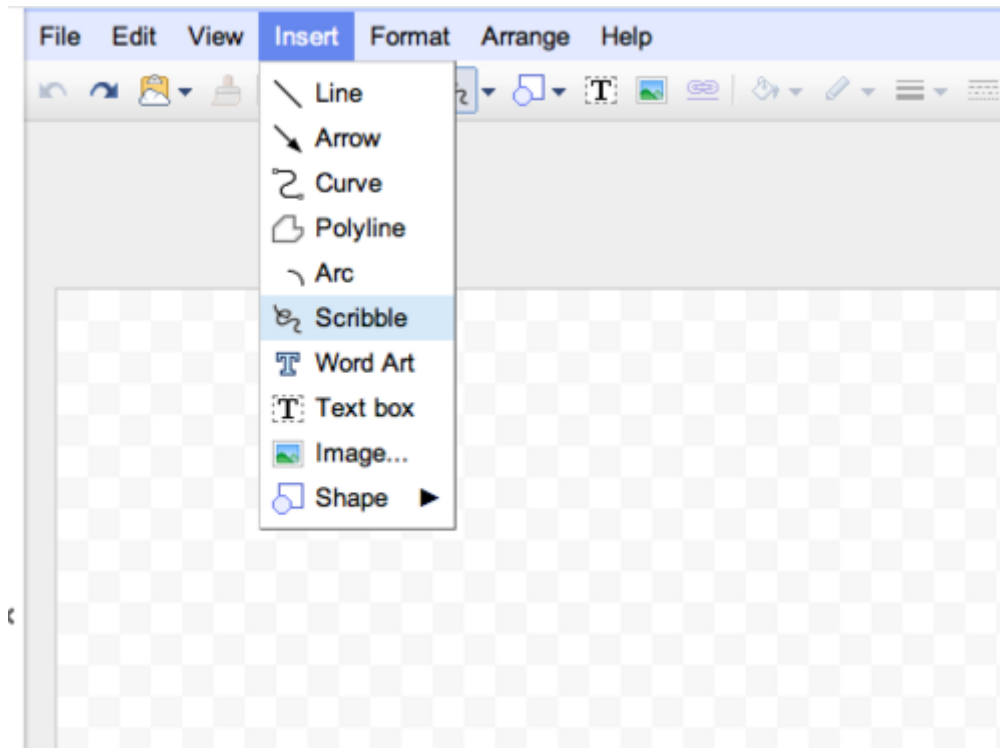 File Edit View Insert Format Arrange Help
Line
Arrow
Curve
Polyline
Arc
Scribble
Word Art
Text box
Image...
Shape